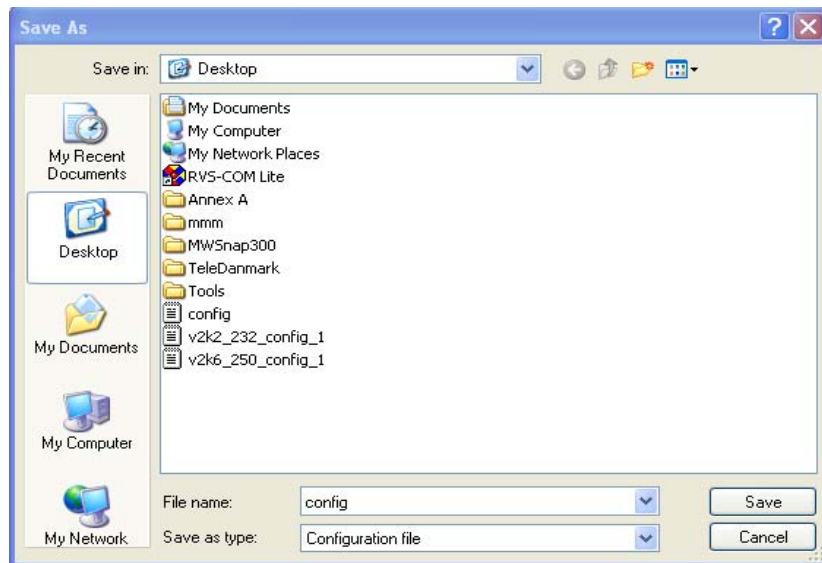 Save As
Save in:
Desktop
My Recent
Documents
Desktop
My Documents
My Computer
My Network
My Documents
My Computer
My Network Places
RVS-COM Lite
Annex A
mmm
MWSnap300
TeleDanmark
Tools
config
v2k2_232_config_1
v2k6_250_config_1
File name:
config
Save
Save as type:
Configuration file
Cancel